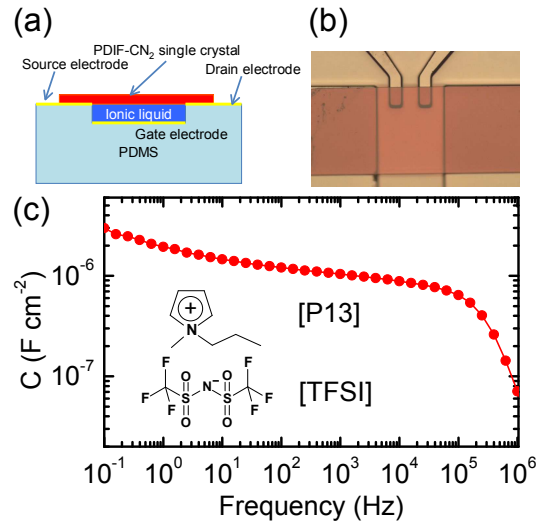 (a)
PDIF-CN2 single crystal
Source electrode
Drain electrode
Ionic liquid
Gate electrode
PDMS
(b)
(c)
C (F cm⁻²)
10⁻⁶
10⁻⁷
[P13]
+
N
[TFSI]
F O O F
F S N⁻ S F
F O O F
10⁻¹ 10⁰ 10¹ 10² 10³ 10⁴ 10⁵ 10⁶
Frequency (Hz)